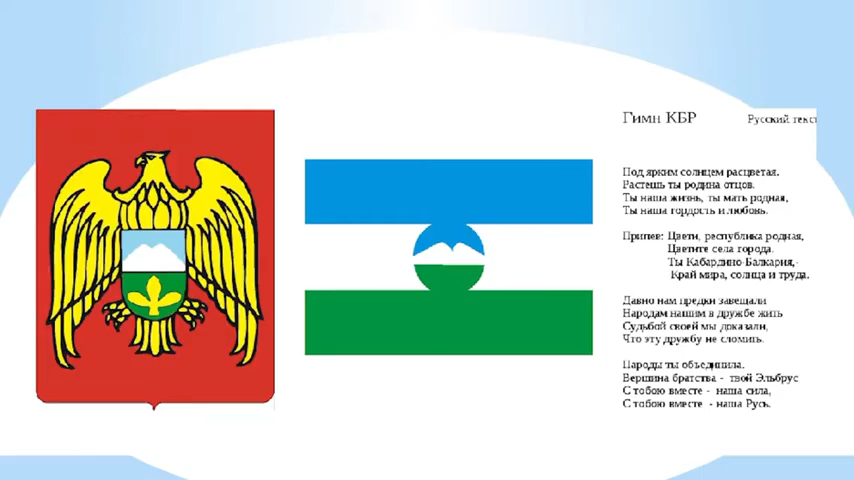 Гимн КБР Русский текст
Под ярким солнцем расцветая.
Растешь ты родина отцов.
Ты наша жизнь, ты мать родная,
Ты наша гордость и любовь.
Припев: Цвети, республика родная,
Цветите села города.
Ты Кабардино-Балкария,-
Край мира, солнца и труда.
Давно нам предки завещали
Народам нашим в дружбе жить
Судьбой своей мы доказали,
Что эту дружбу не сломить.
Народы ты объединила.
Вершина братства - твой Эльбрус
С тобою вместе - наша сила,
С тобою вместе - наша Русь.